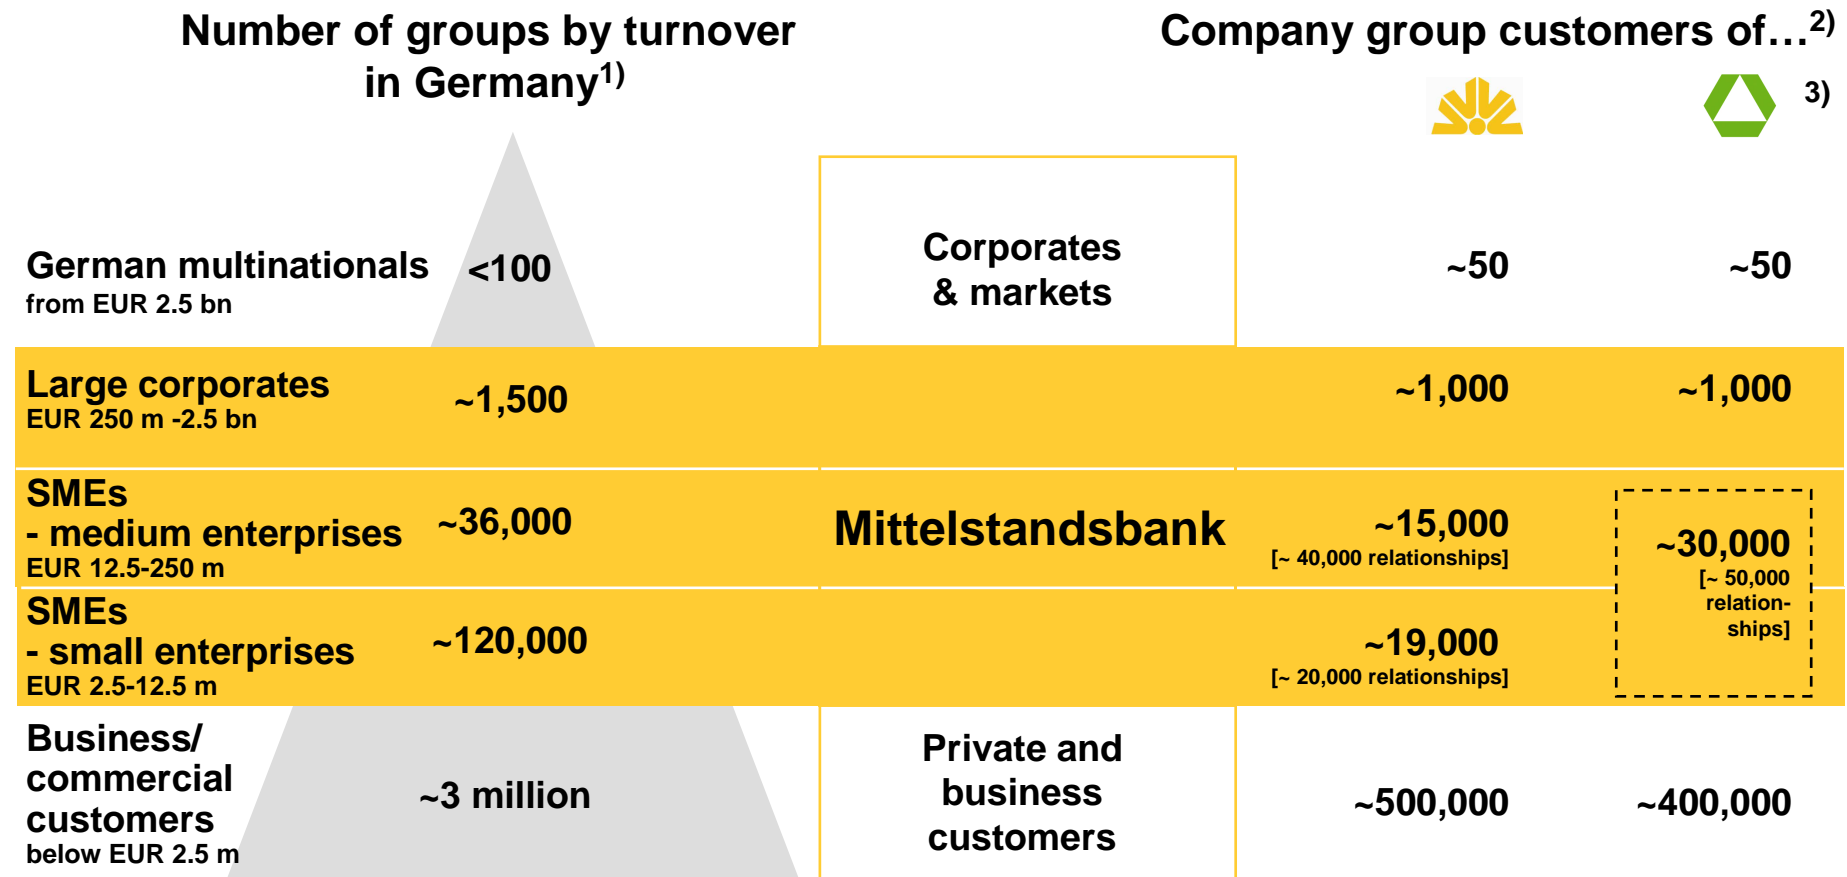 Number of groups by turnover
in Germany1)
Company group customers of…2)
3)
German multinationals
from EUR 2.5 bn
<100
Corporates
& markets
~50
~50
Large corporates
EUR 250 m -2.5 bn
~1,500
~1,000
~1,000
SMEs
- medium enterprises
EUR 12.5-250 m
~36,000
Mittelstandsbank
~15,000
[~ 40,000 relationships]
~30,000
[~ 50,000
relation-
ships]
SMEs
- small enterprises
EUR 2.5-12.5 m
~120,000
~19,000
[~ 20,000 relationships]
Business/
commercial
customers
below EUR 2.5 m
~3 million
Private and
business
customers
~500,000
~400,000